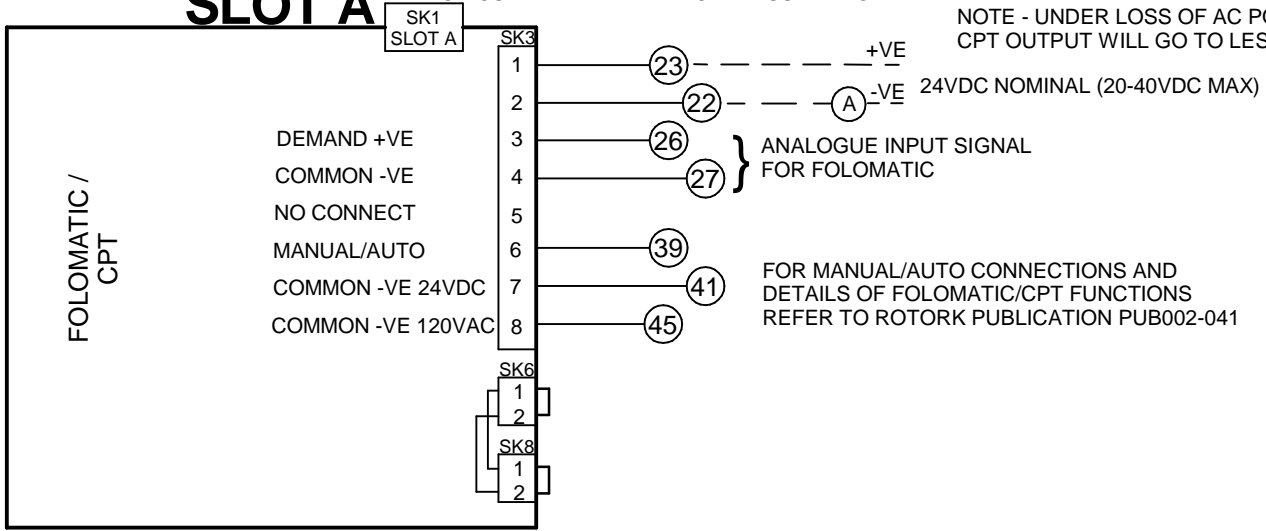 SLOT A
SK1
SLOT A
NOTE - UNDER LOSS OF AC
CPT OUTPUT WILL GO TO
SK3
1
23
+VE
2
22
A
-VE
24VDC NOMINAL (20-40VDC MAX)
DEMAND +VE
3
26
COMMON -VE
4
27
}
ANALOGUE INPUT SIGNAL
FOR FOLOMATIC
NO CONNECT
5
MANUAL/AUTO
6
39
COMMON -VE 24VDC
7
41
COMMON -VE 120VAC
8
45
FOR MANUAL/AUTO CONNECTIONS AND
DETAILS OF FOLOMATIC/CPT FUNCTIONS
REFER TO ROTORK PUBLICATION PUB002-041
FOLOMATIC /
CPT
SK6
1
2
SK8
1
2